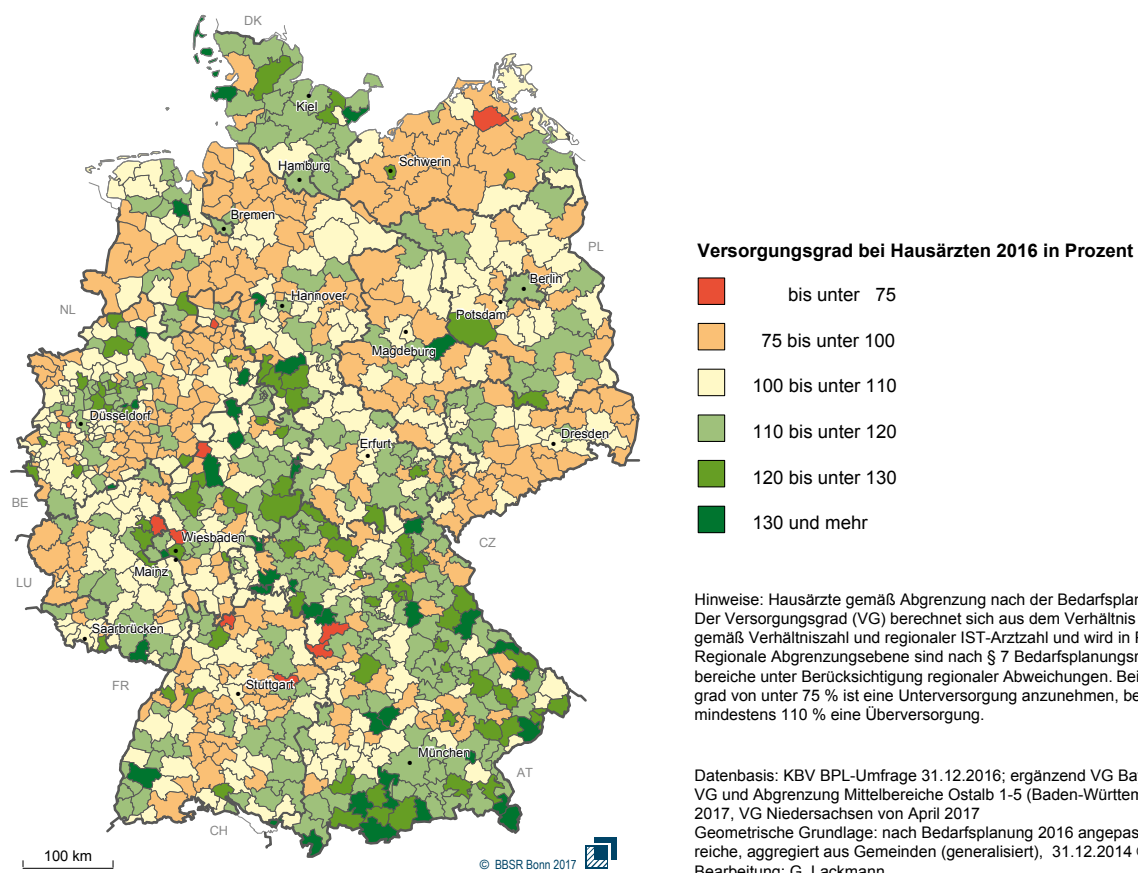 DK
Kiel
Hamburg
Schwerin
Bremen
PL
Berlin
NL
Hannover
Potsdam
Magdeburg
Düsseldorf
Erfurt
Dresden
BE
Wiesbaden
CZ
Mainz
LU
Saarbrücken
FR
Stuttgart
München
AT
CH
100 km
© BBSR Bonn 2017
Versorgungsgrad bei Hausärzten 2016 in Prozent
bis unter 75
75 bis unter 100
100 bis unter 110
110 bis unter 120
120 bis unter 130
130 und mehr
Hinweise: Hausärzte gemäß Abgrenzung nach der Bedarfsplan
Der Versorgungsgrad (VG) berechnet sich aus dem Verhältnis
gemäß Verhältniszahl und regionaler IST-Arztzahl und wird in
Regionale Abgrenzungsebene sind nach § 7 Bedarfsplanungsr
bereiche unter Berücksichtigung regionaler Abweichungen. Bei
grad von unter 75 % ist eine Unterversorgung anzunehmen, be
mindestens 110 % eine Überversorgung.
Datenbasis: KBV BPL-Umfrage 31.12.2016; ergänzend VG Ba
VG und Abgrenzung Mittelbereiche Ostalb 1-5 (Baden-Württem
2017, VG Niedersachsen von April 2017
Geometrische Grundlage: nach Bedarfsplanung 2016 angepas
reiche, aggregiert aus Gemeinden (generalisiert), 31.12.2014
Bearbeitung: G. Lackmann